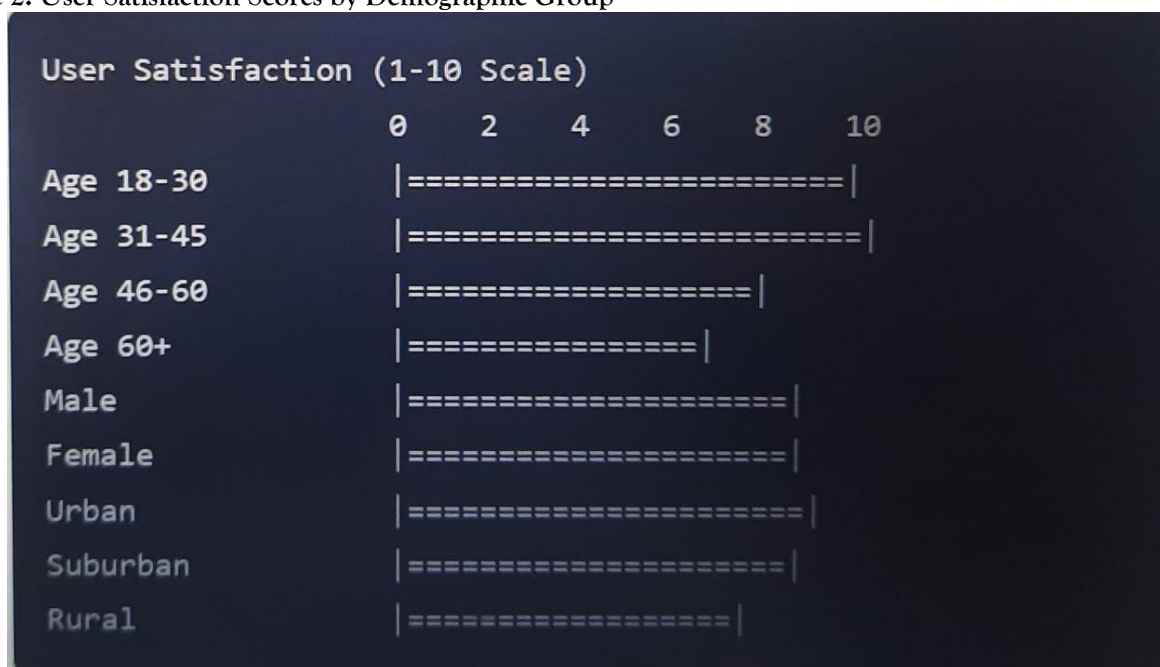 2: User Satisfaction Scores by Demographic Group
User Satisfaction (1-10 Scale)
0 2 4 6 8 10
Age 18-30 |========================|
Age 31-45 |=========================|
Age 46-60 |===================|
Age 60+ |================|
Male |=====================|
Female |=====================|
Urban |======================|
Suburban |=====================|
Rural |==================|